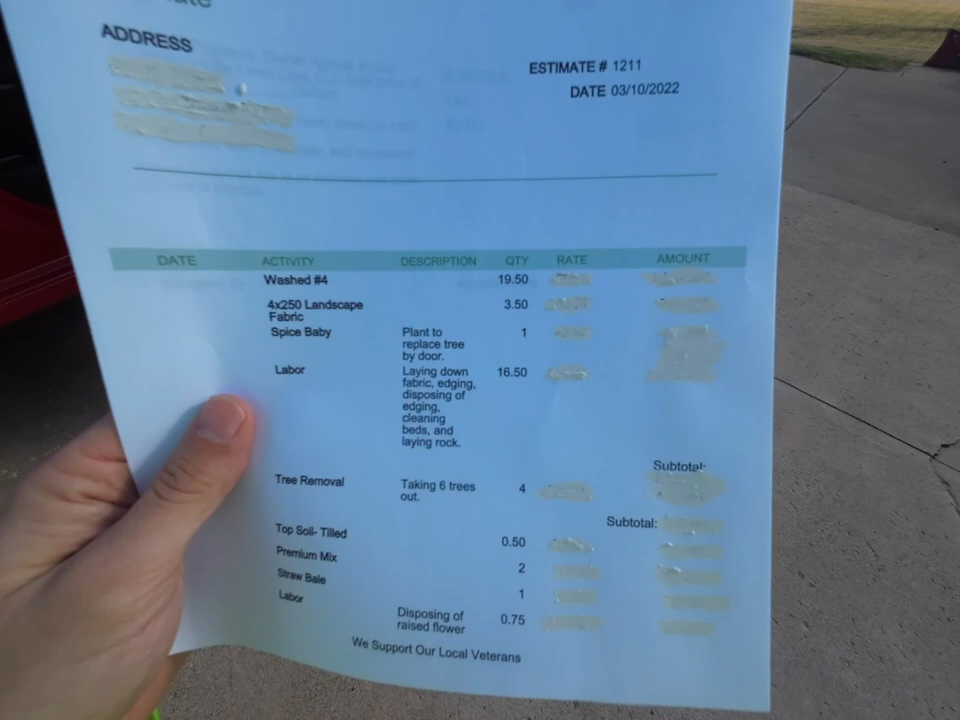 ADDRESS
ESTIMATE # 1211
DATE 03/10/2022
DATE ACTIVITY DESCRIPTION QTY RATE AMOUNT
Washed #4 19.50
4x250 Landscape 3.50
Fabric
Spice Baby Plant to 1
replace tree
by door.
Labor Laying down 16.50
fabric, edging,
disposing of
edging,
cleaning
beds, and
laying rock.
Subtotal:
Tree Removal Taking 6 trees 4
out.
Subtotal:
Top Soil- Tilled 0.50
Premium Mix 2
Straw Bale 1
Labor Disposing of 0.75
raised flower
We Support Our Local Veterans